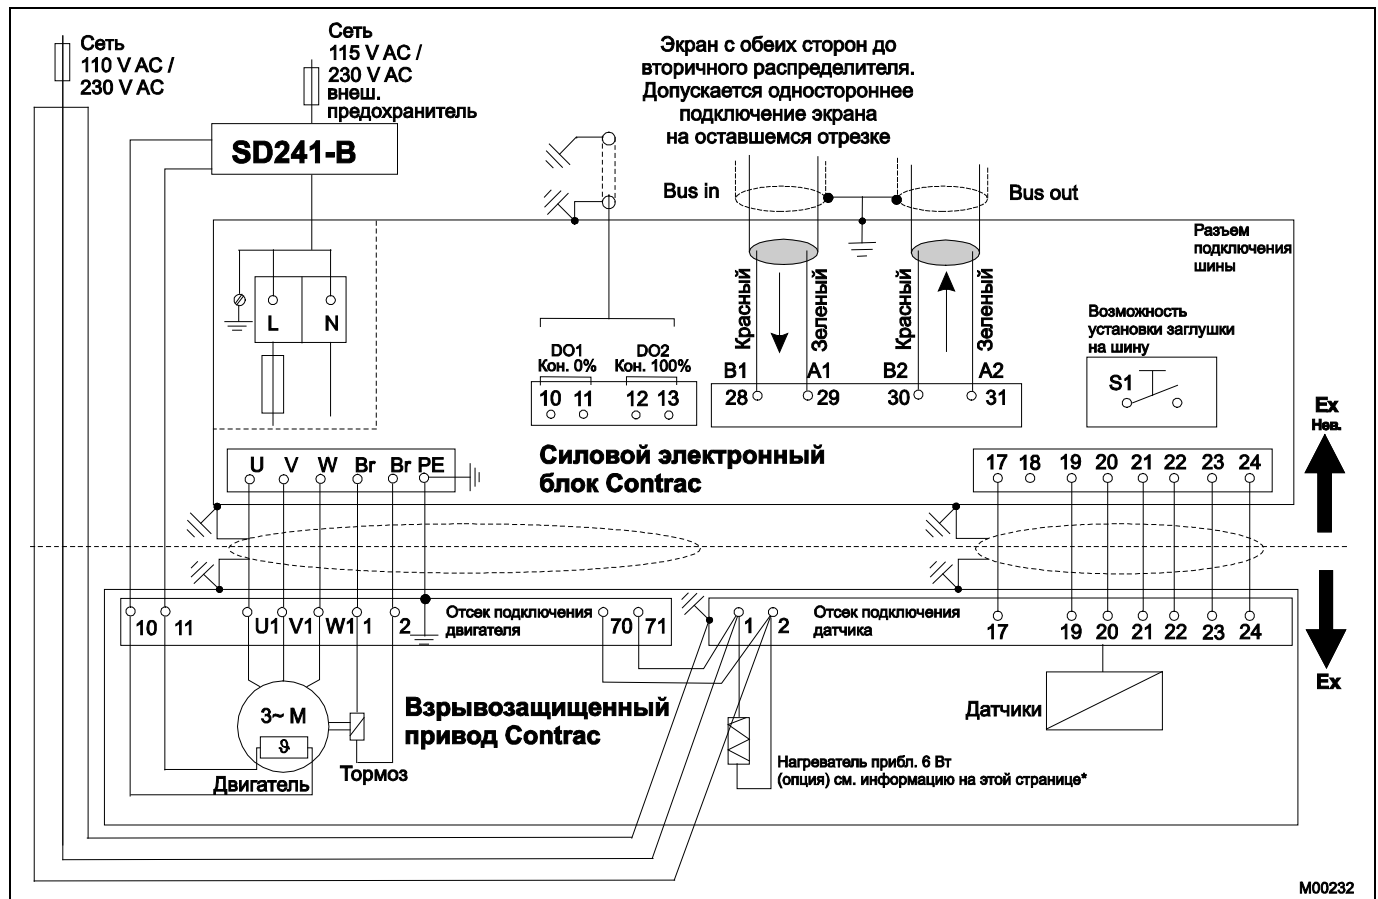 Сеть
110 V AC /
230 V AC
Сеть
115 V AC /
230 V AC
внеш.
предохранитель
SD241-B
Экран с обеих сторон до
вторичного распределителя.
Допускается одностороннее
подключение экрана
на оставшемся отрезке
Bus in
Bus out
Разъем
подключения
шины
L
N
Красный
Зеленый
Красный
Зеленый
Возможность
установки заглушки
на шину
S1
DO1
Кон. 0%
DO2
Кон. 100%
10 11 12 13
B1 A1 B2 A2
28 29 30 31
Силовой электронный
блок Contrac
Ex
Нев.
U V W Br Br PE
17 18 19 20 21 22 23 24
10 11 U1 V1 W1 1 2
Отсек подключения
двигателя
70 71
1 2
Отсек подключения
датчика
17 19 20 21 22 23 24
Ex
3~ M
ϑ
Двигатель
Тормоз
Взрывозащищенный
привод Contrac
Датчики
Нагреватель прибл. 6 Вт
(опция) см. информацию на этой странице*
M00232